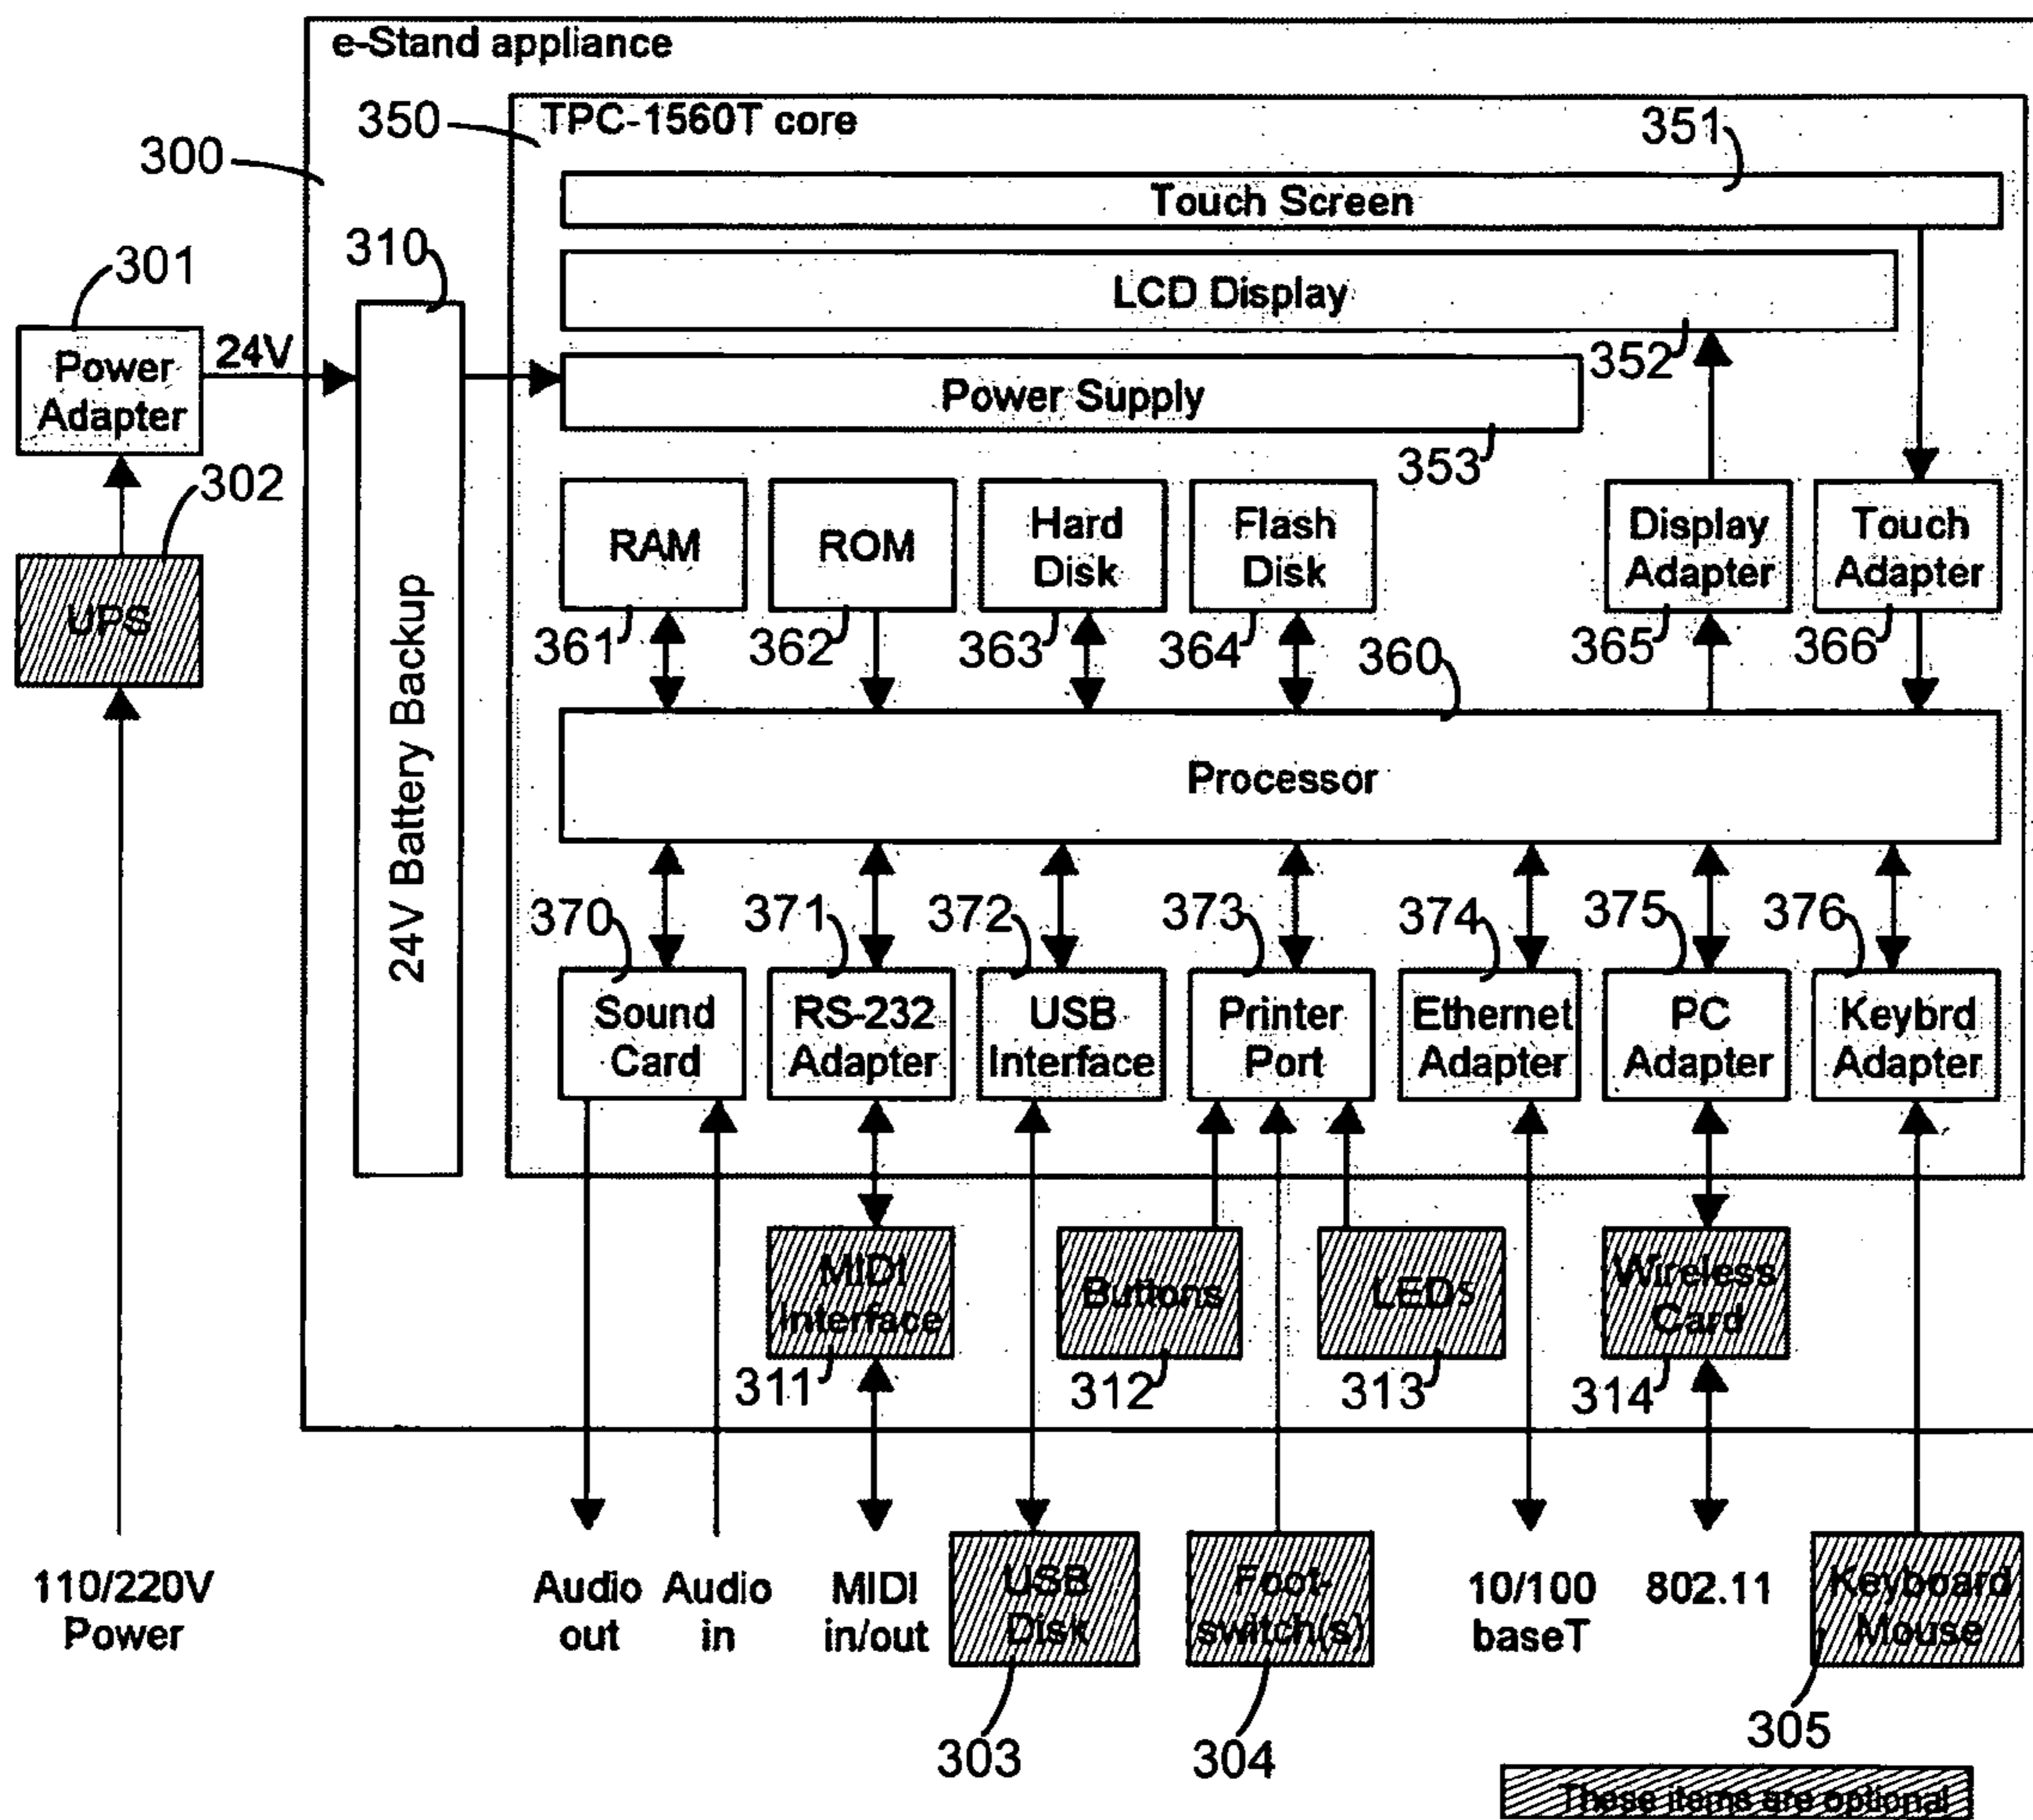 e-Stand appliance
350
TPC-1560T core
351
300
Touch Screen
310
301
LCD Display
Power
Adapter
24V
352
Power Supply
353
302
RAM
ROM
Hard
Disk
Flash
Disk
Display
Adapter
Touch
Adapter
UPS
361
362
363
364
360
365
366
24V Battery Backup
Processor
370
371
372
373
374
375
376
Sound
Card
RS-232
Adapter
USB
Interface
Printer
Port
Ethernet
Adapter
PC
Adapter
Keybrd
Adapter
MIDI
Interface
Buttons
LEDs
Wireless
Card
311
312
313
314
110/220V
Power
Audio
out
Audio
in
MIDI
in/out
USB
Disk
Foot-
switch(s)
10/100
baseT
802.11
Keyboard
Mouse
303
304
305
These items are optional